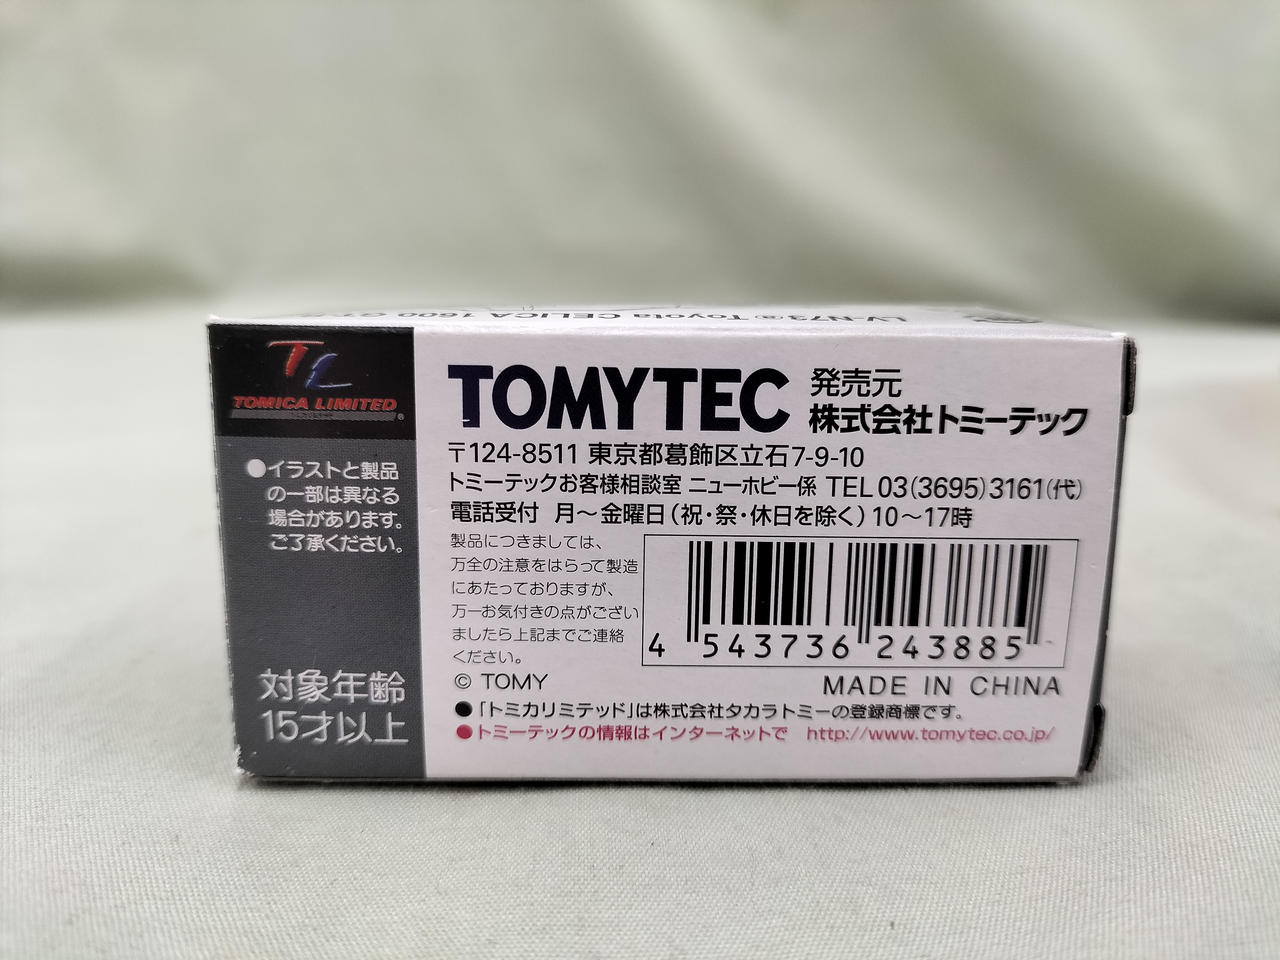 LV-N73ⓐ Toyota CELICA 1600 GT
TL
TOMICA LIMITED
®
●イラストと製品
の一部は異なる
場合があります。
ご了承ください。
対象年齢
15才以上
TOMYTEC 発売元
株式会社トミーテック
〒124-8511 東京都葛飾区立石7-9-10
トミーテックお客様相談室 ニューホビー係 TEL 03(3695)3161(代)
電話受付 月～金曜日(祝・祭・休日を除く)10～17時
製品につきましては、
万全の注意をはらって製造
にあたっておりますが、
万一お気付きの点がござい
ましたら上記までご連絡
ください。
4 543736 243885
© TOMY MADE IN CHINA
●「トミカリミテッド」は株式会社タカラトミーの登録商標です。
●トミーテックの情報はインターネットで http://www.tomytec.co.jp/